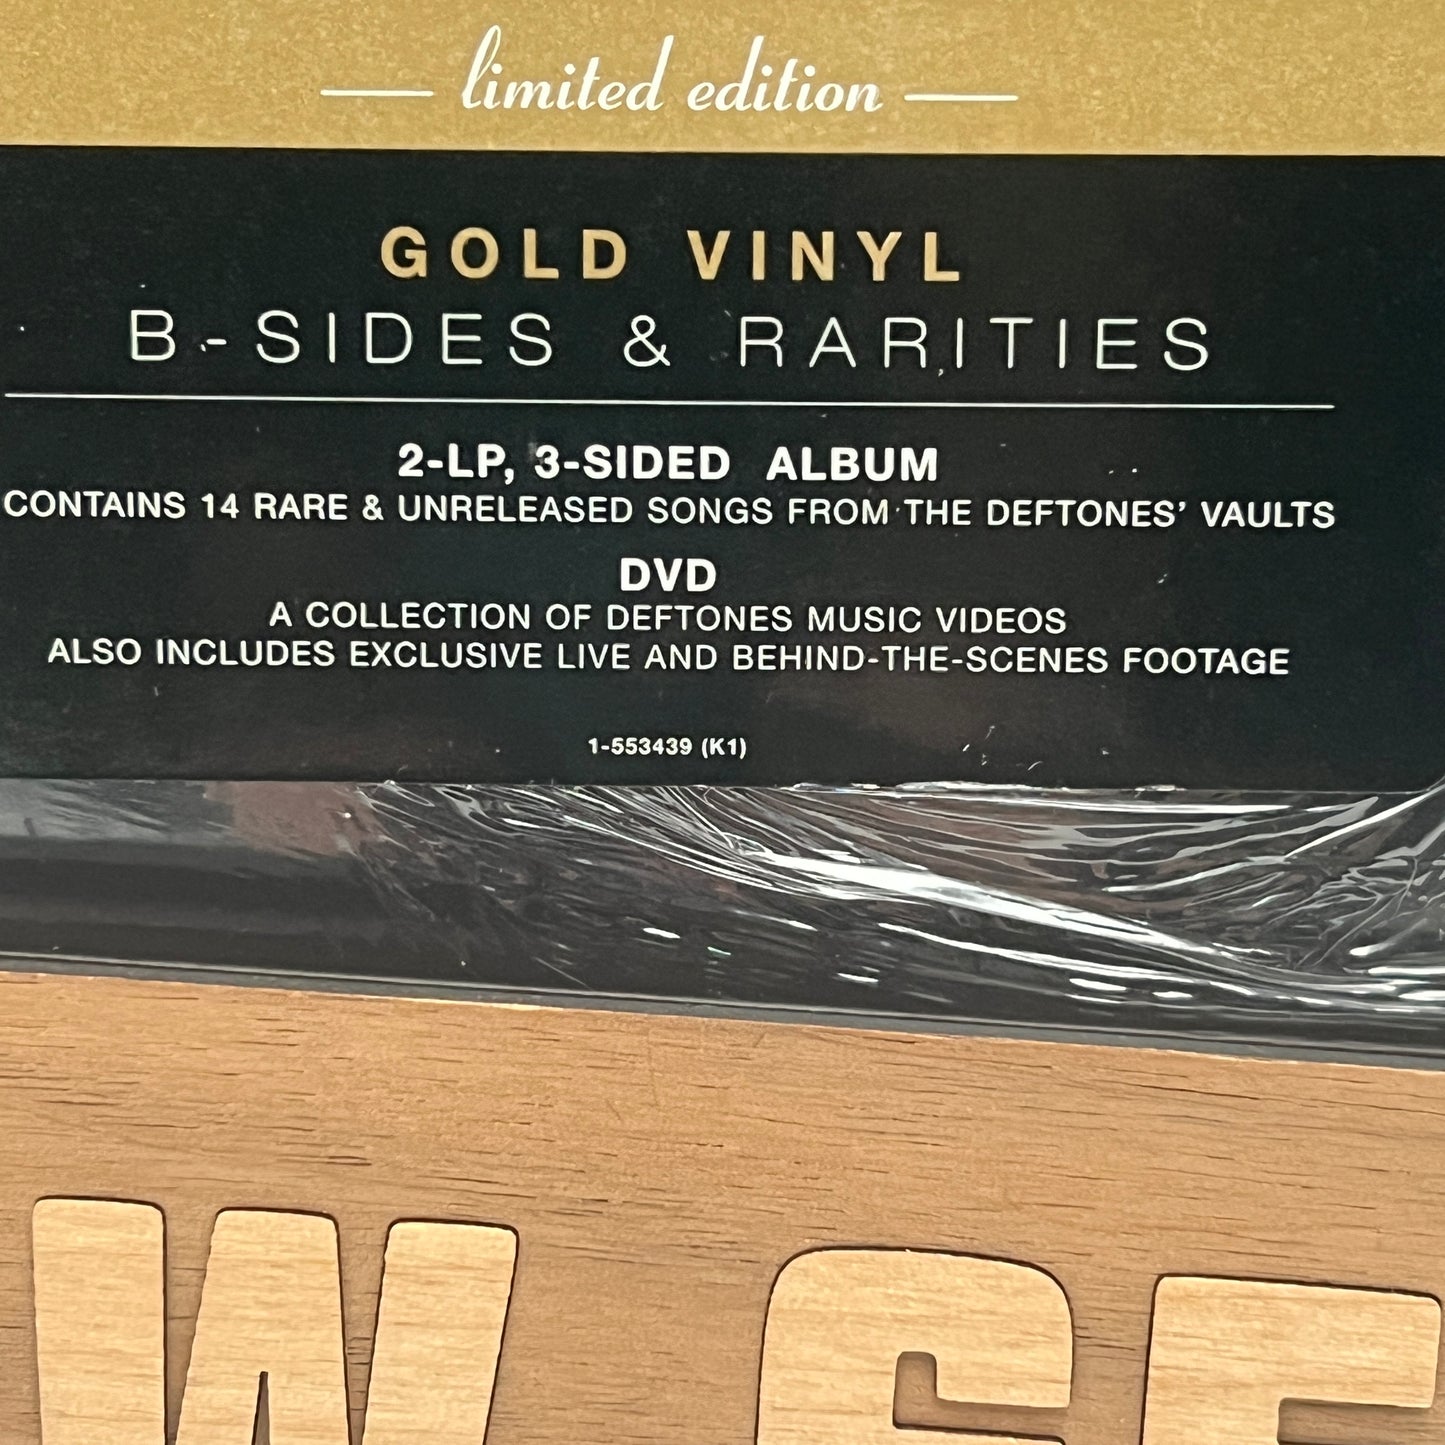 limited edition
GOLD VINYL
B-SIDES & RARITIES
2-LP, 3-SIDED ALBUM
CONTAINS 14 RARE & UNRELEASED SONGS FROM THE DEFTONES' VAULTS
DVD
A COLLECTION OF DEFTONES MUSIC VIDEOS
ALSO INCLUDES EXCLUSIVE LIVE AND BEHIND-THE-SCENES FOOTAGE
1-553439 (K1)